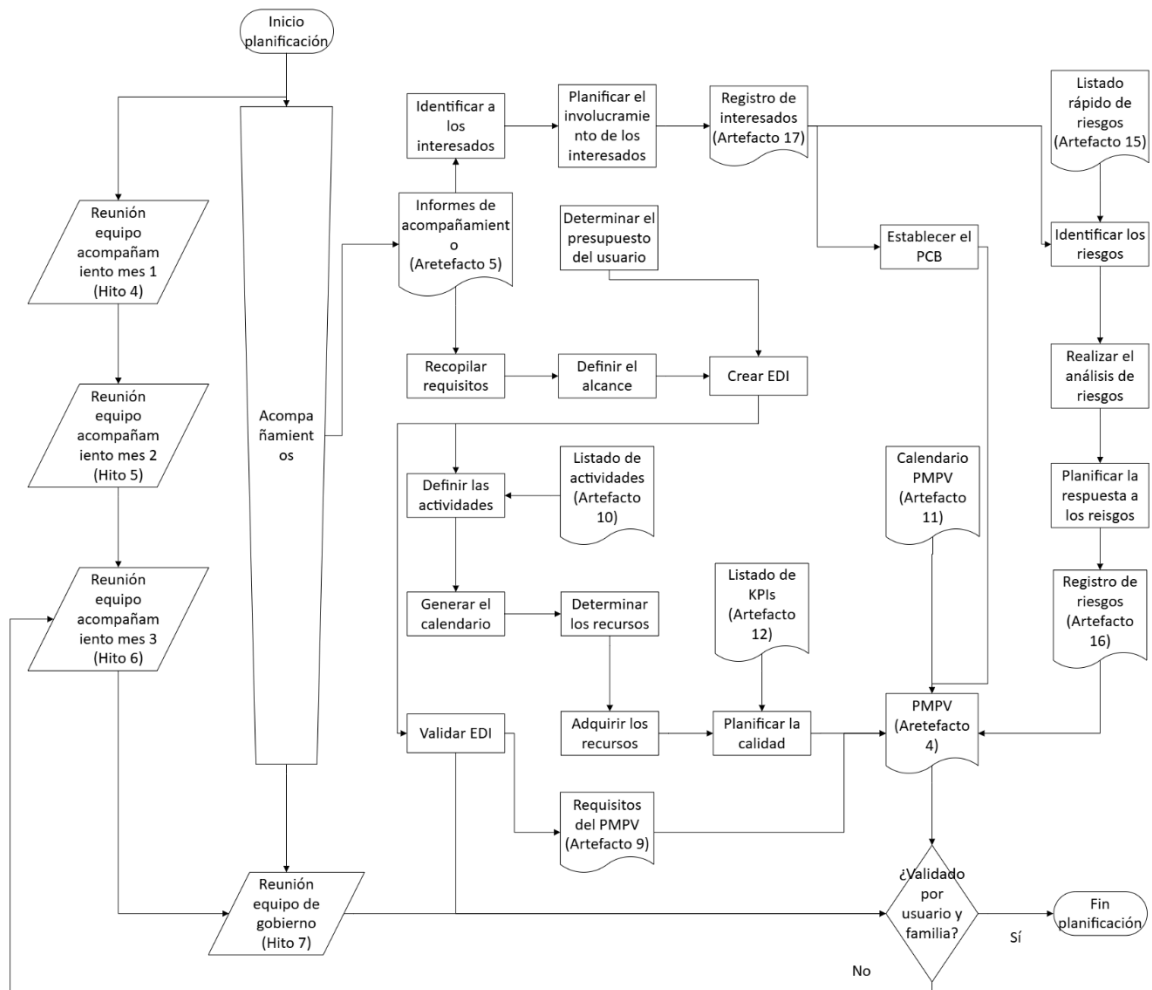 Inicio
planificación
Identificar a
los
interesados
Planificar el
involucramie
nto de los
interesados
Registro de
interesados
(Artefacto 17)
Listado
rápido de
riesgos
(Artefacto 15)
Reunión
equipo
acompañam
iento mes 1
(Hito 4)
Informes de
acompañamient
o
(Aretefacto 5)
Determinar el
presupuesto
del usuario
Establecer el
PCB
Identificar los
riesgos
Recopilar
requisitos
Definir el
alcance
Crear EDI
Realizar el
análisis de
riesgos
Reunión
equipo
acompañam
iento mes 2
(Hito 5)
Acompa
ñamient
os
Definir las
actividades
Listado de
actividades
(Artefacto
10)
Calendario
PMPV
(Artefacto
11)
Planificar la
respuesta a
los reisgos
Reunión
equipo
acompañam
iento mes 3
(Hito 6)
Generar el
calendario
Determinar
los recursos
Listado de
KPIs
(Artefacto
12)
Registro de
riesgos
(Artefacto
16)
Validar EDI
Adquirir los
recursos
Planificar la
calidad
PMPV
(Aretefacto
4)
Requisitos
del PMPV
(Artefacto 9)
Reunión
equipo de
gobierno
(Hito 7)
¿Validado
por
usuario y
familia?
Fin
planificación
Sí
No